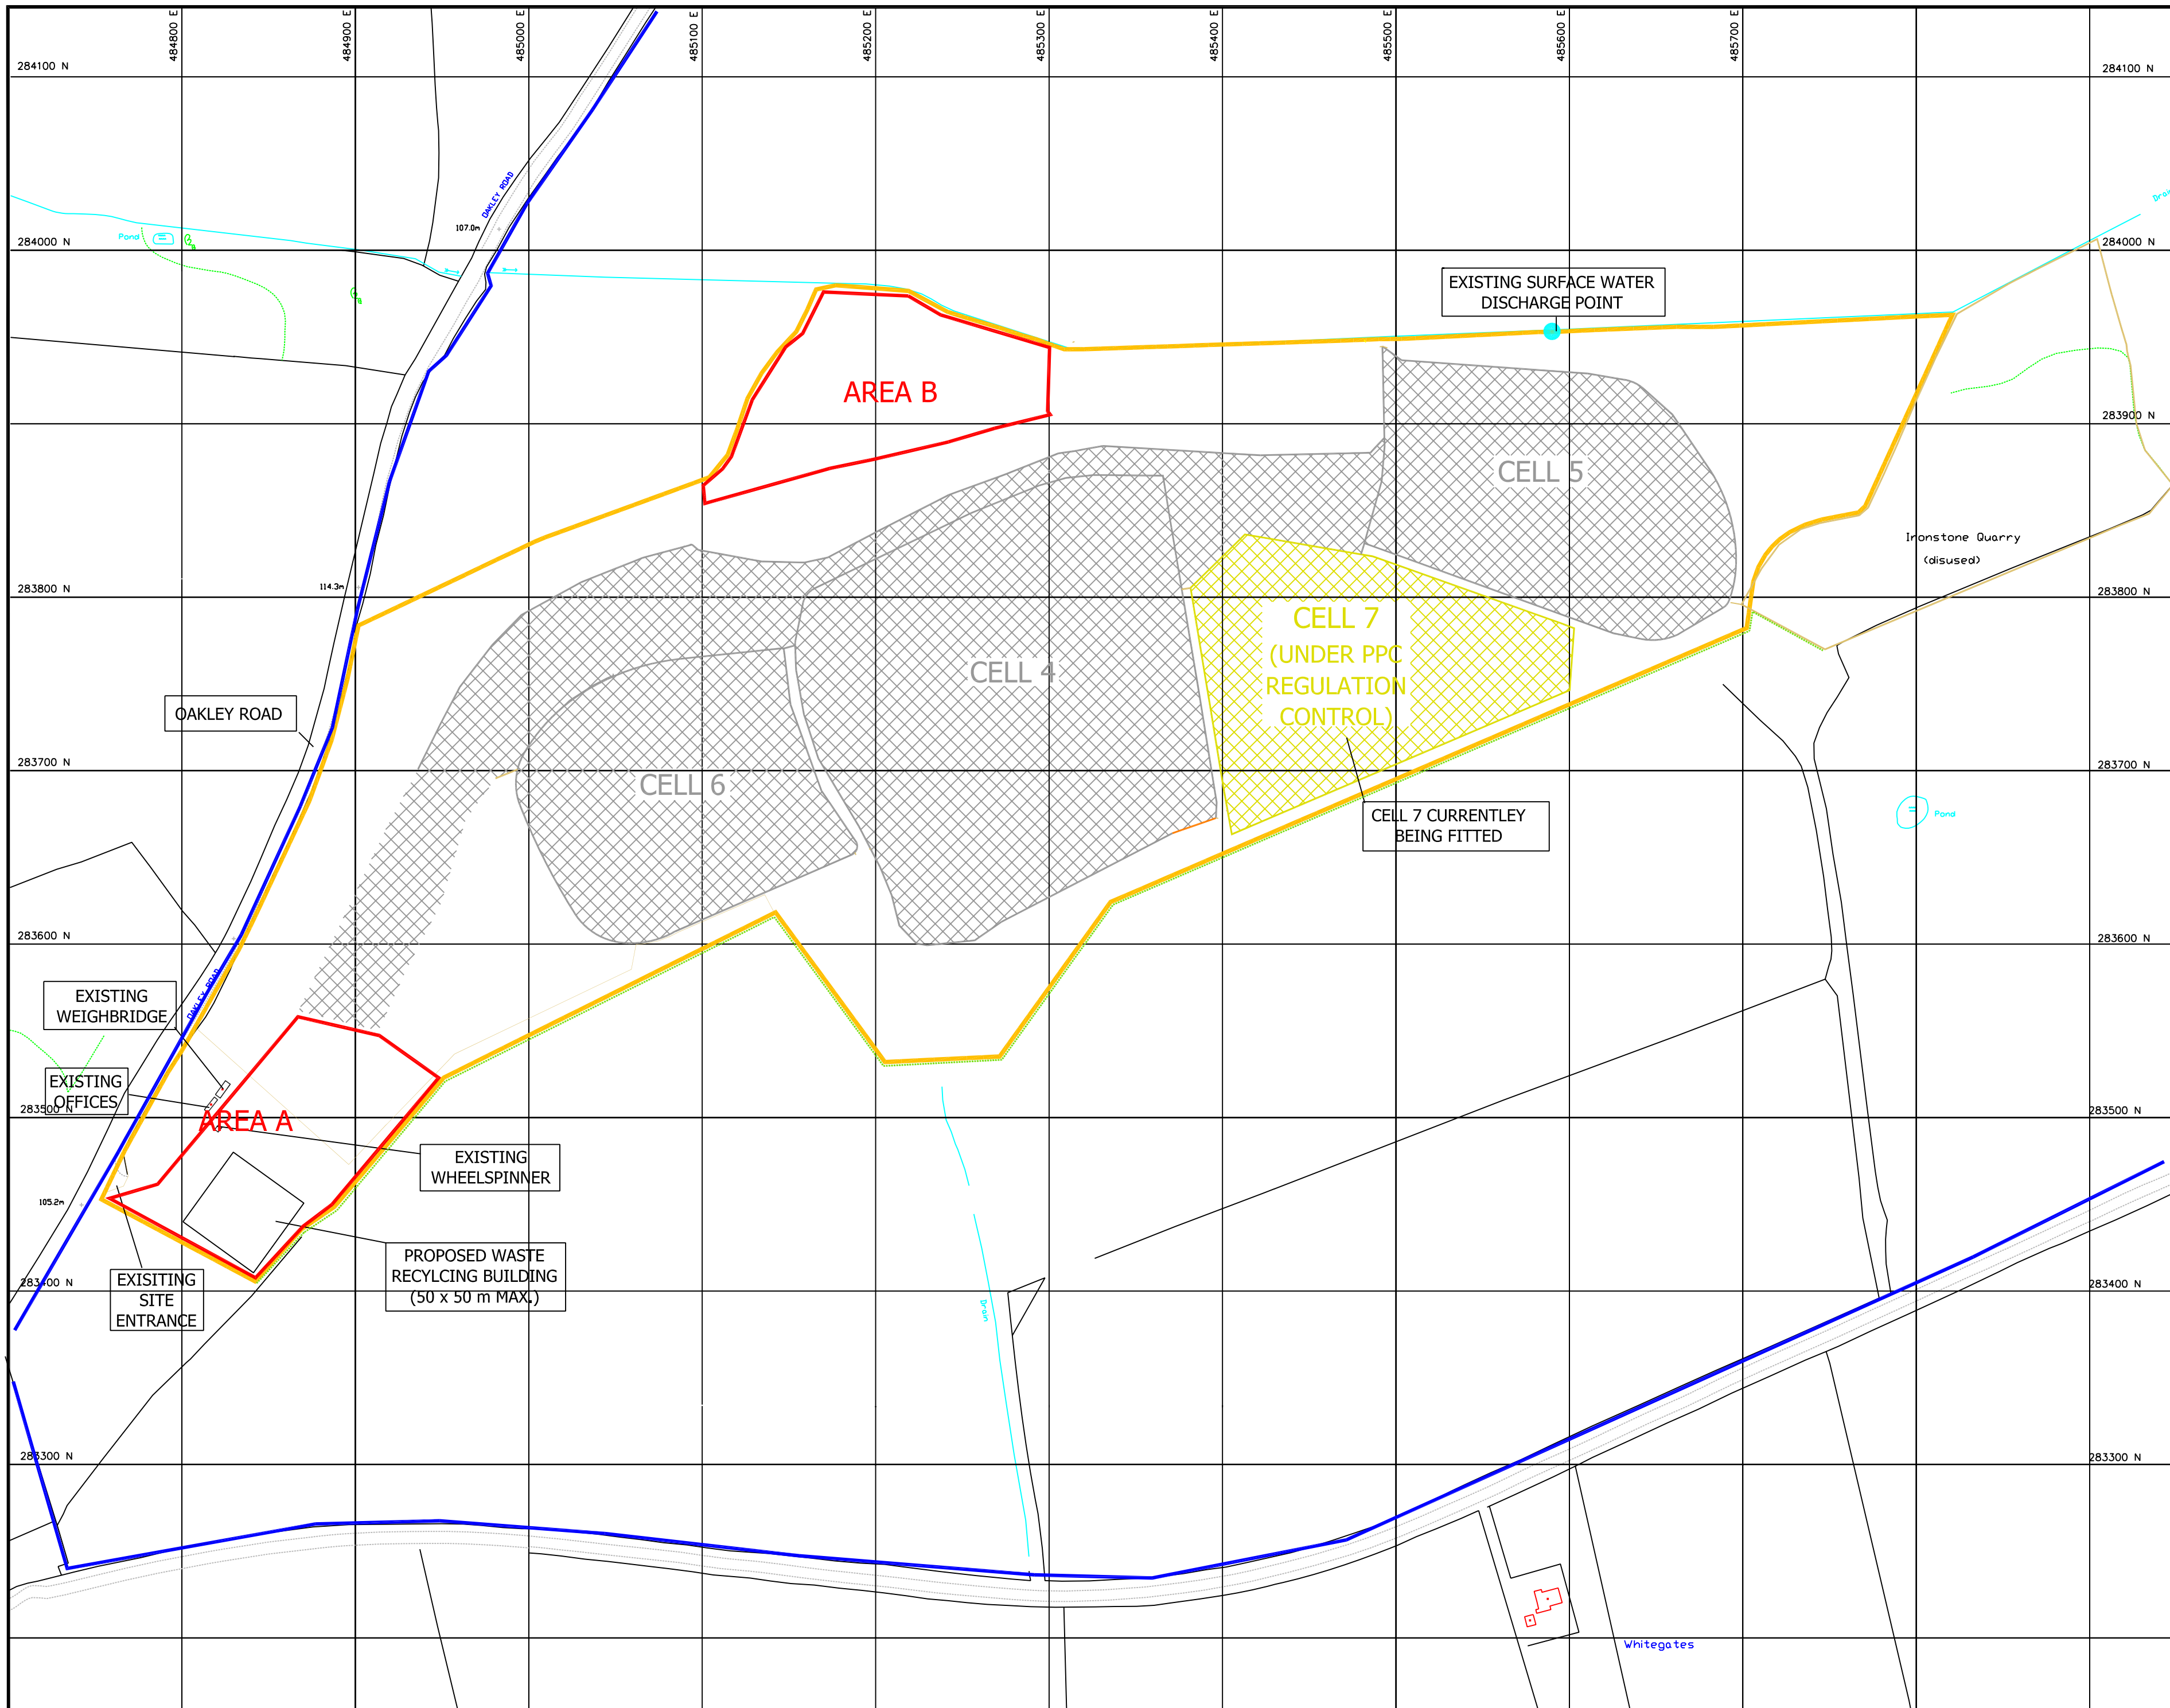 484800 E
484900 E
485000 E
485100 E
485200 E
485300 E
485400 E
485500 E
485600 E
485700 E
284100 N
284100 N
OAKLEY ROAD
107.0m
Pond
284000 N
284000 N
EXISTING SURFACE WATER
DISCHARGE POINT
AREA B
283900 N
CELL 5
Ironstone Quarry
(disused)
114.3m
283800 N
283800 N
CELL 7
(UNDER PPC
REGULATION
CONTROL)
CELL 4
OAKLEY ROAD
283700 N
283700 N
CELL 6
CELL 7 CURRENTLEY
BEING FITTED
Pond
283600 N
283600 N
OAKLEY ROAD
EXISTING
WEIGHBRIDGE
EXISTING
OFFICES
283500 N
283500 N
AREA A
EXISTING
WHEELSPINNER
105.2m
PROPOSED WASTE
RECYLCING BUILDING
(50 x 50 m MAX.)
EXISITING
SITE
ENTRANCE
283400 N
283400 N
Drain
283300 N
283300 N
Whitegates